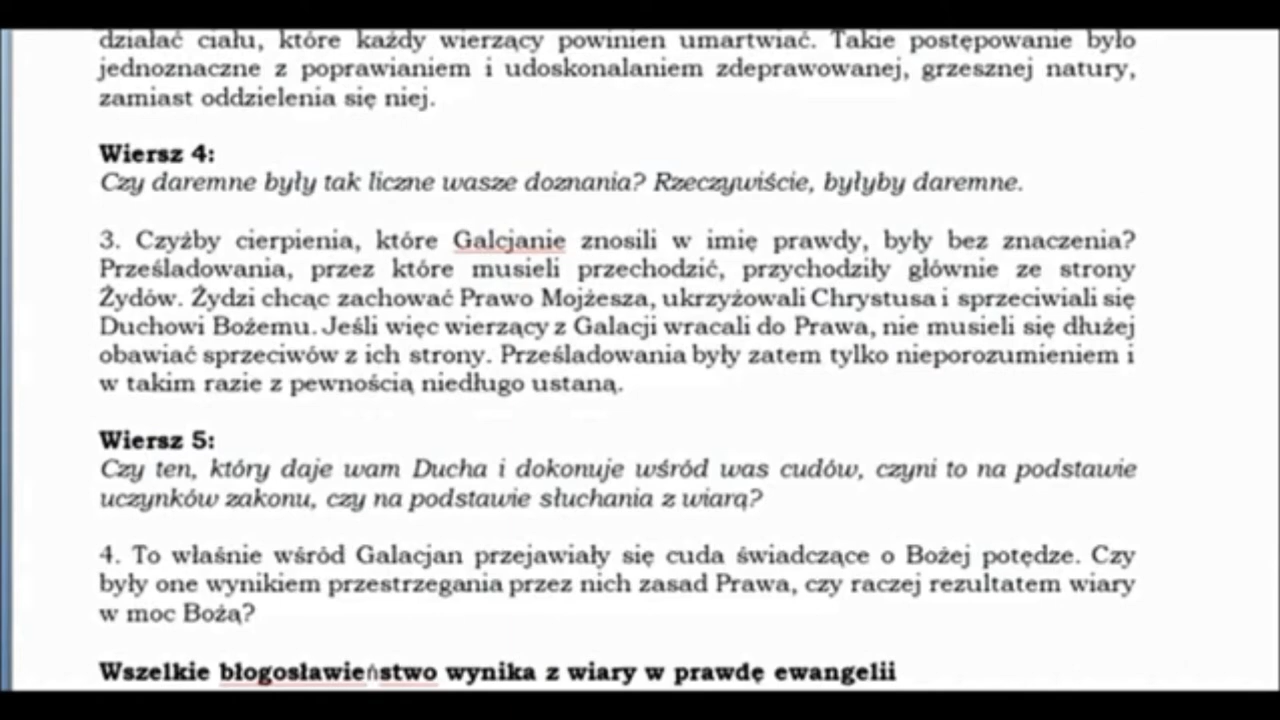 działać ciału, które każdy wierzący powinien umartwiać. Takie postępowanie było
jednoznaczne z poprawianiem i udoskonalaniem zdeprawowanej, grzesznej natury,
zamiast oddzielenia się niej.
Wiersz 4:
Czy daremne były tak liczne wasze doznania? Rzeczywiście, byłyby daremne.
3. Czyżby cierpienia, które Galcjanie znosili w imię prawdy, były bez znaczenia?
Prześladowania, przez które musieli przechodzić, przychodziły głównie ze strony
Żydów. Żydzi chcąc zachować Prawo Mojżesza, ukrzyżowali Chrystusa i sprzeciwiali się
Duchowi Bożemu. Jeśli więc wierzący z Galacji wracali do Prawa, nie musieli się dłużej
obawiać sprzeciwów z ich strony. Prześladowania były zatem tylko nieporozumieniem i
w takim razie z pewnością niedługo ustaną.
Wiersz 5:
Czy ten, który daje wam Ducha i dokonuje wśród was cudów, czyni to na podstawie
uczynków zakonu, czy na podstawie słuchania z wiarą?
4. To właśnie wśród Galacjan przejawiały się cuda świadczące o Bożej potędze. Czy
były one wynikiem przestrzegania przez nich zasad Prawa, czy raczej rezultatem wiary
w moc Bożą?
Wszelkie błogosławieństwo wynika z wiary w prawdę ewangelii